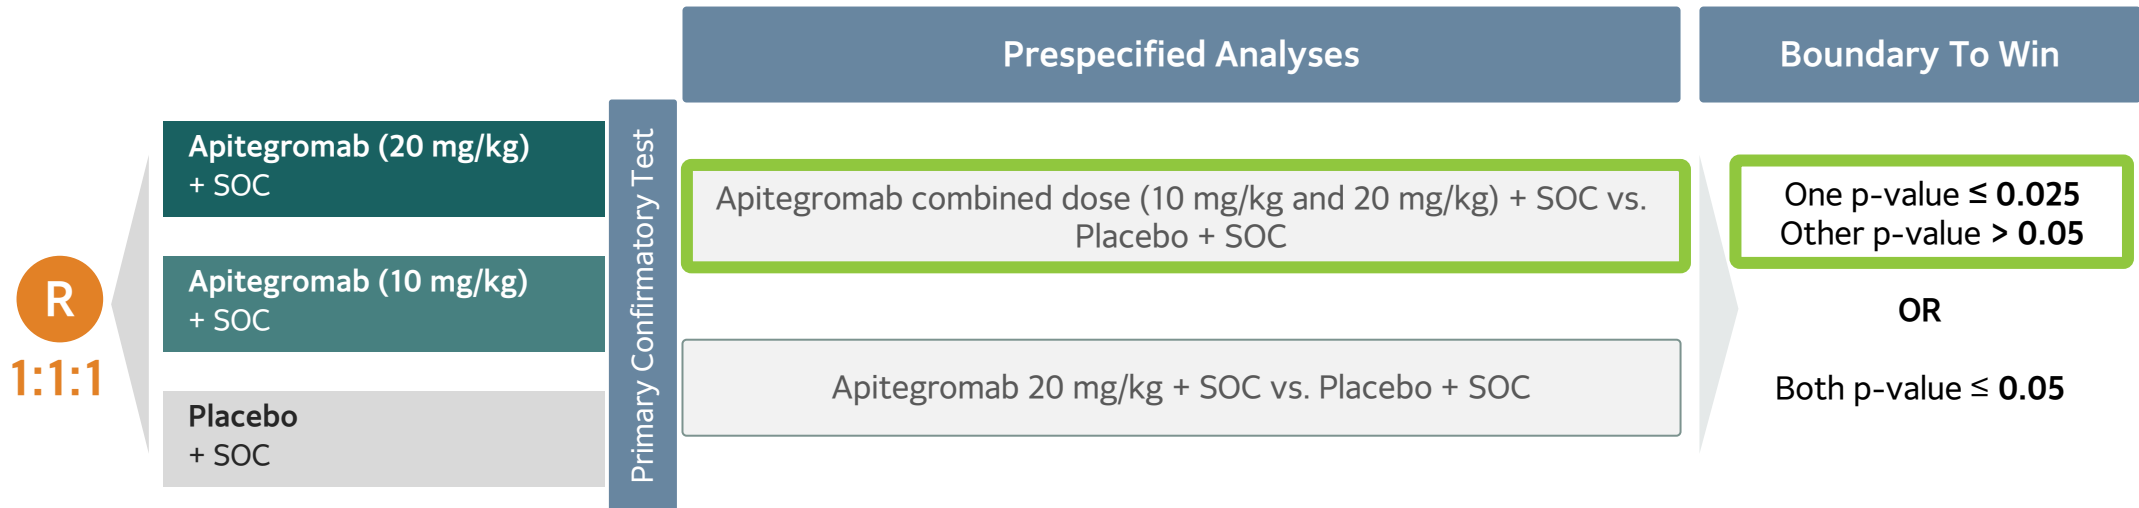 Prespecified Analyses
Boundary To Win
R
1:1:1
Apitegromab (20 mg/kg)
+ SOC
Apitegromab (10 mg/kg)
+ SOC
Placebo
+ SOC
Primary Confirmatory Test
Apitegromab combined dose (10 mg/kg and 20 mg/kg) + SOC vs.
Placebo + SOC
Apitegromab 20 mg/kg + SOC vs. Placebo + SOC
One p-value ≤ 0.025
Other p-value > 0.05
OR
Both p-value ≤ 0.05